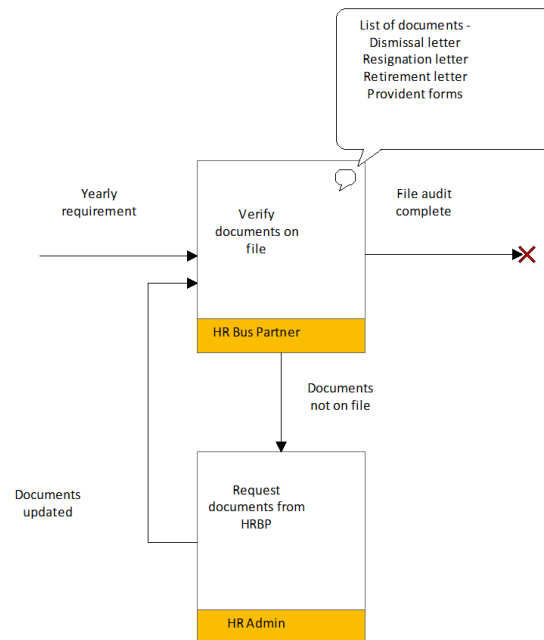 List of documents -
Dismissal letter
Resignation letter
Retirement letter
Provident forms
Yearly
requirement
Verify
documents on
file
File audit
complete
HR Bus Partner
Documents
not on file
Documents
updated
Request
documents from
HRBP
HR Admin